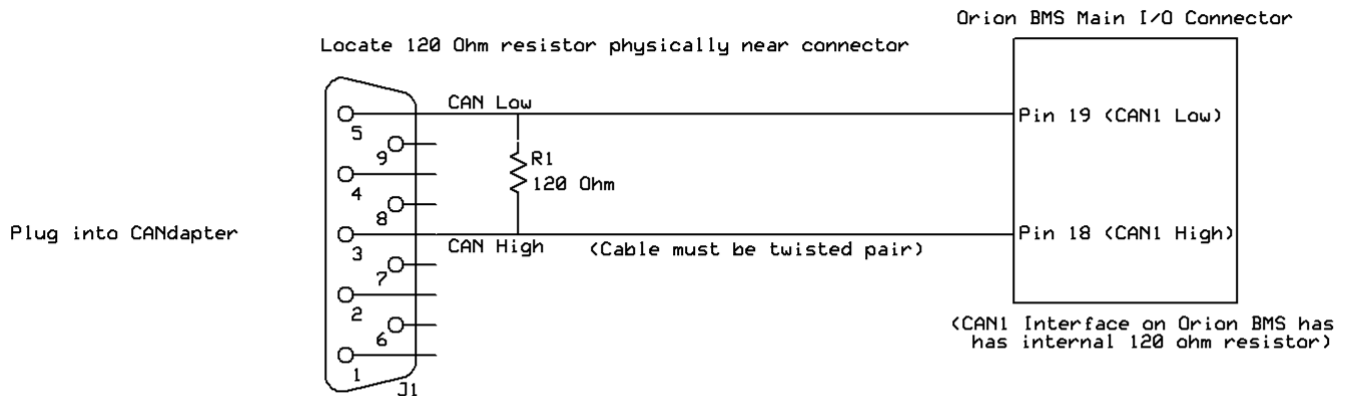 Orion BMS Main I/O Connector
Locate 120 Ohm resistor physically near connector
CAN Low
Pin 19 (CAN1 Low)
5
9
R1
120 Ohm
4
8
Plug into CANdapter
3
CAN High
(Cable must be twisted pair)
Pin 18 (CAN1 High)
7
2
6
(CAN1 Interface on Orion BMS has
has internal 120 ohm resistor)
1
J1